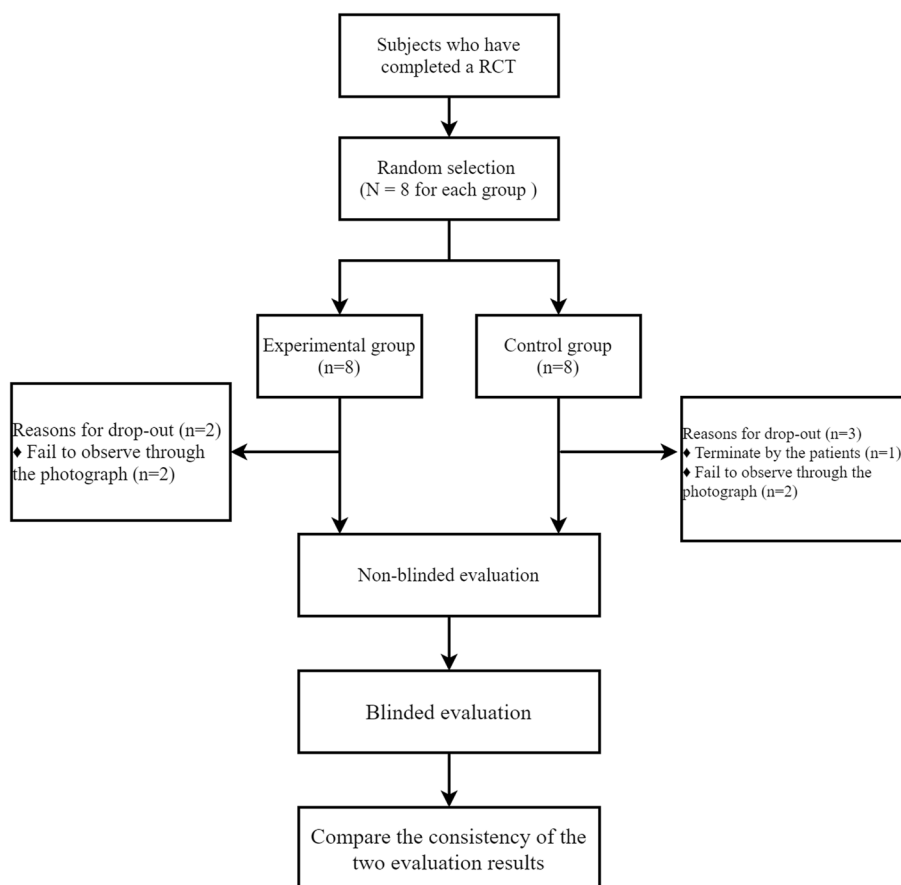 Subjects who have
completed a RCT
Random selection
(N = 8 for each group )
Experimental group
(n=8)
Control group
(n=8)
Reasons for drop-out (n=2)
♦ Fail to observe through
the photograph (n=2)
Reasons for drop-out (n=3)
♦ Terminate by the patients (n=1)
♦ Fail to observe through the
photograph (n=2)
Non-blinded evaluation
Blinded evaluation
Compare the consistency of the
two evaluation results